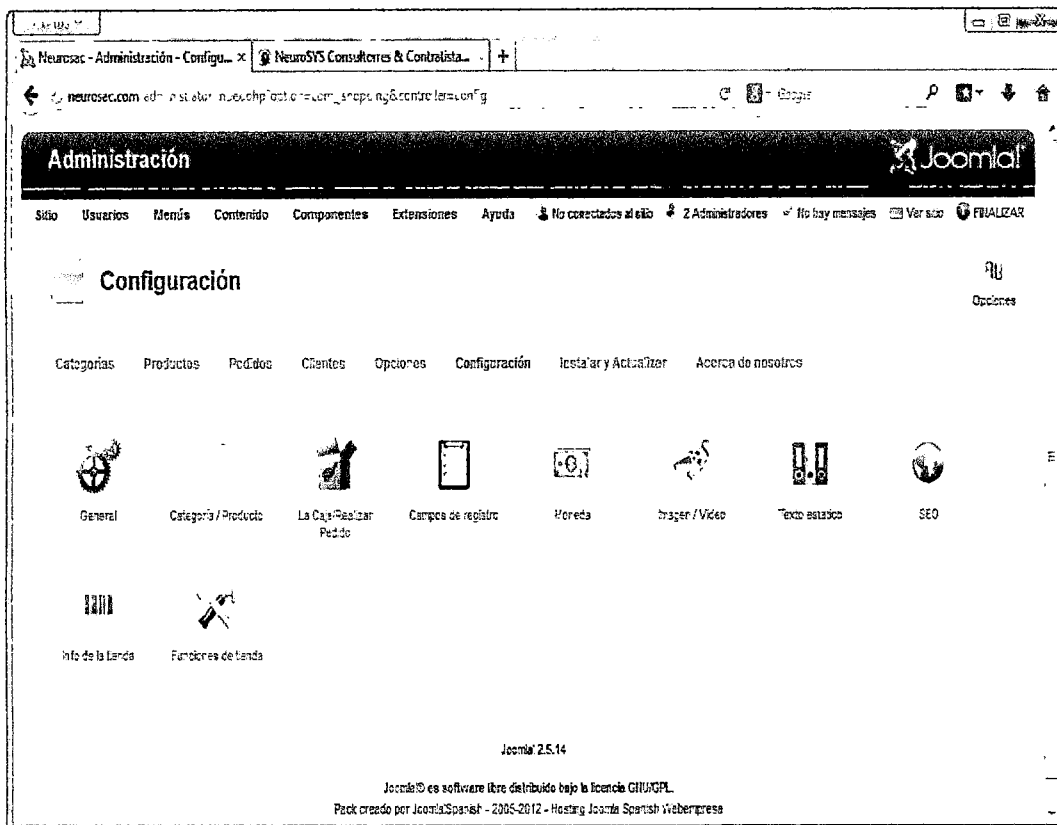 Neurosac - Administración - Configu... × NeuroSYS Consultorres & Contratista... +
neurosec.com
Administración Joomla!
Sitio Usuarios Menús Contenido Componentes Extensiones Ayuda No conectados al sitio 2 Administradores No hay mensajes Ver sitio FINALIZAR
Configuración
Opciones
Categorías Productos Pedidos Clientes Opciones Configuración Instalar y Actualizar Acerca de nosotros
General Categoría / Producto La Caja/Realizar Campos de registro Moneda Imagen / Video Texto estatico SEO
Pedido
Info de la tienda Funciones de tienda
Joomla! 2.5.14
Joomla!® es software libre distribuido bajo la licencia GNU/GPL.
Pack creado por JoomlaSpanish - 2005-2012 - Hosting Joomla Spanish Webempresa